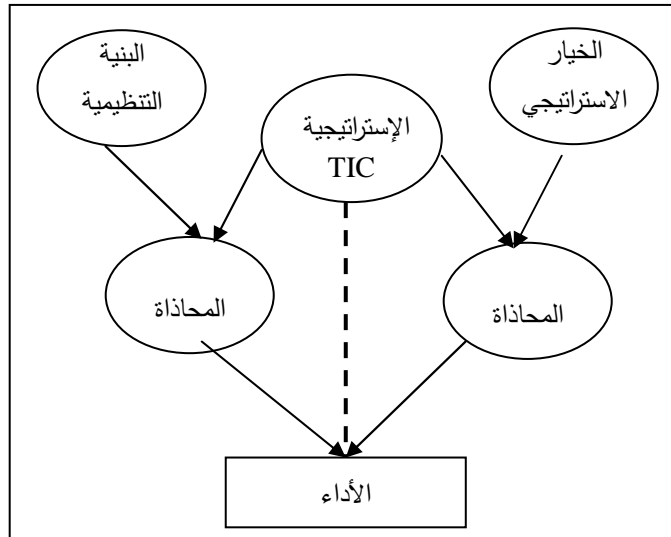 الخيار
الاستراتيجي
الإستراتيجية
TIC
البنية
التنظيمية
المحاذاة
المحاذاة
الأداء